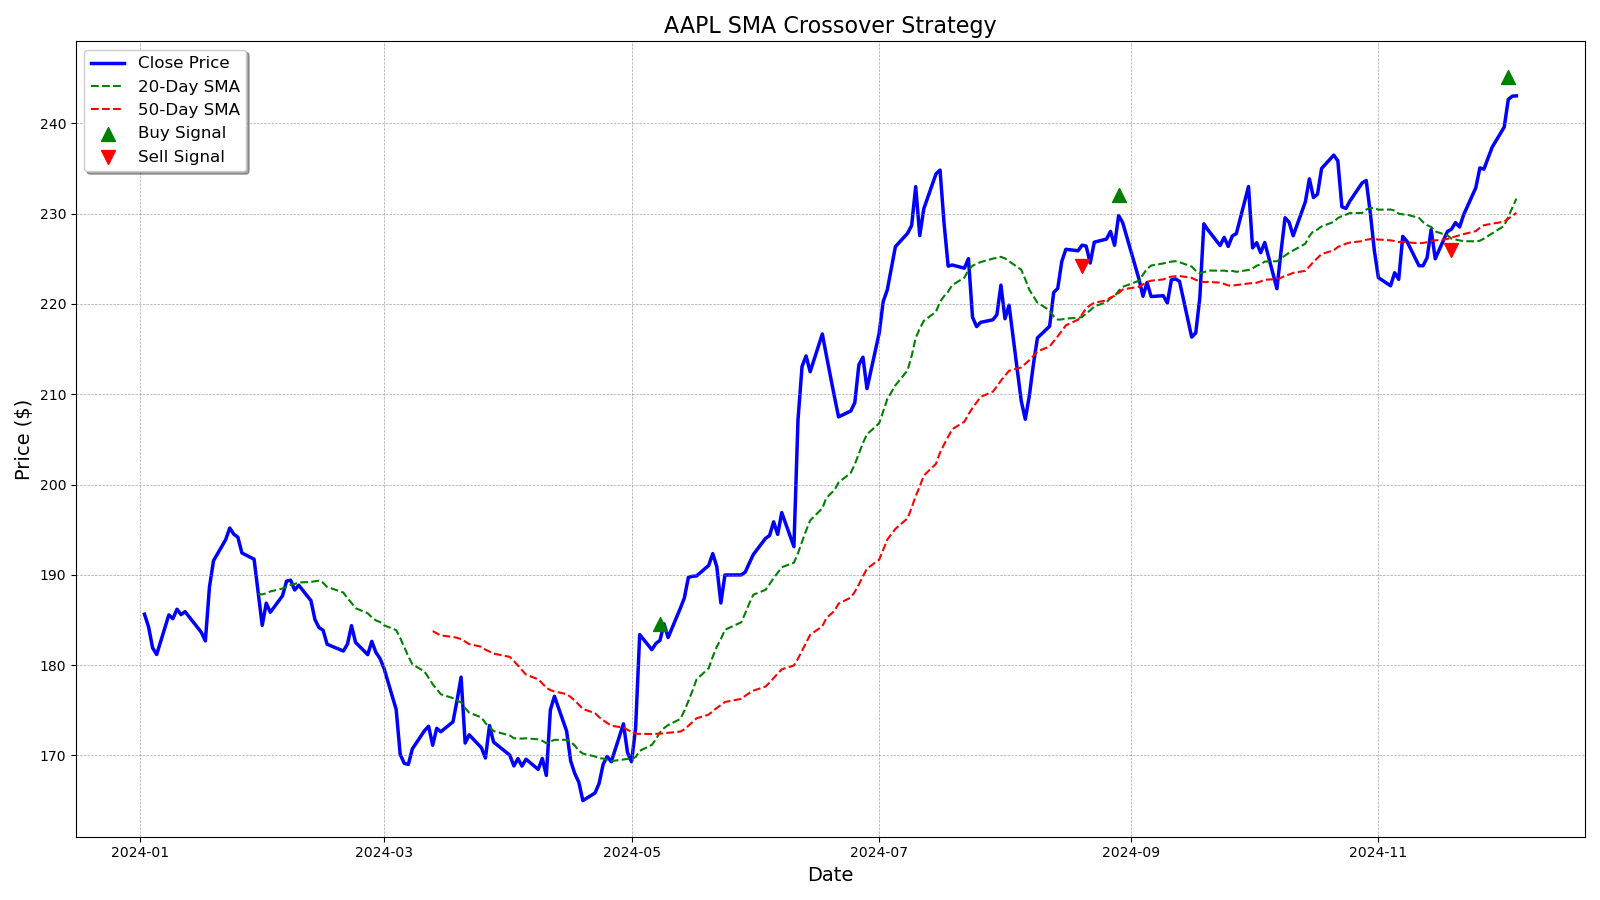 AAPL SMA Crossover Strategy
Close Price
20-Day SMA
50-Day SMA
Buy Signal
Sell Signal
Price ($)
240
230
220
210
200
190
180
170
2024-01
2024-03
2024-05
2024-07
2024-09
2024-11
Date